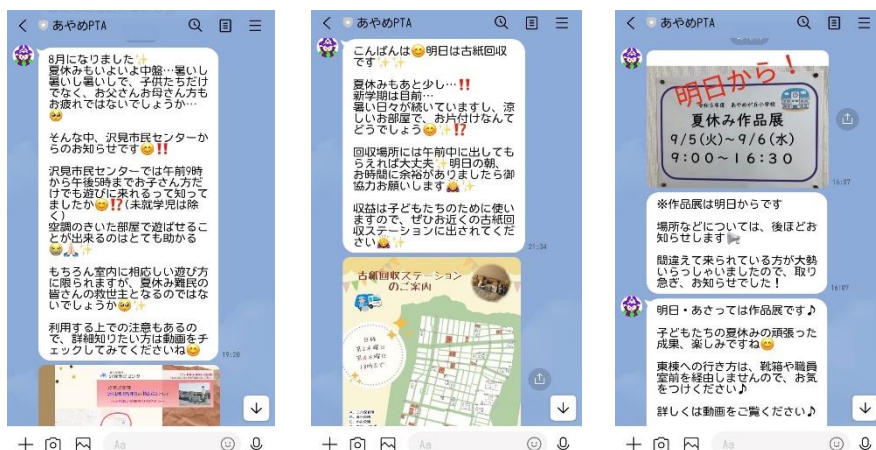 あやめPTA
8月になりました✨
夏休みもいよいよ中盤…暑いし
暑いし暑いしで、子供たちだけ
でなく、お父さんお母さん方も
お疲れではないでしょうか…
🥺
そんな中、沢見市民センターか
らのお知らせです😊‼️
沢見市民センターでは午前9時
から午後5時までお子さん方だ
けでも遊びに来れるって知って
ましたか😊⁉️(未就学児は除
く)
空調のきいた部屋で遊ばせるこ
とが出来るのはとても助かる
😭🙏✨
もちろん室内に相応しい遊び方
に限られますが、夏休み難民の
皆さんの救世主となるのではな
いでしょうか🥺✨
利用する上での注意もあるの
で、詳細知りたい方は動画をチ
ェックしてみてくださいね😊
19:20
Aa
あやめPTA
こんばんは😊明日は古紙回収
です✨✨
夏休みもあと少し…‼️
新学期は目前…
暑い日々が続いていますし、涼
しいお部屋で、お片付けなんて
どうでしょう😊✨⁉️
回収場所には午前中に出しても
らえれば大丈夫✨明日の朝、
お時間に余裕がありましたら御
協力お願いします🙇✨
収益は子どもたちのために使い
ますので、ぜひお近くの古紙回
収ステーションに出されてくだ
さい🙇✨
21:34
古紙回収ステーション
のご案内
Aa
あやめPTA
明日から!
令和5年度 あやめが丘小学校
夏休み作品展
9/5(火)~9/6(水)
9:00~16:30
16:07
※作品展は明日からです
場所などについては、後ほどお
知らせします📢
間違えて来られている方が大勢
いらっしゃいましたので、取り
急ぎ、お知らせでした!
16:07
明日・あさっては作品展です♪
子どもたちの夏休みの頑張った
成果、楽しみですね😊
東棟への行き方は、靴箱や職員
室前を経由しませんので、お気
をつけください♪
詳しくは動画をご覧ください♪
Aa